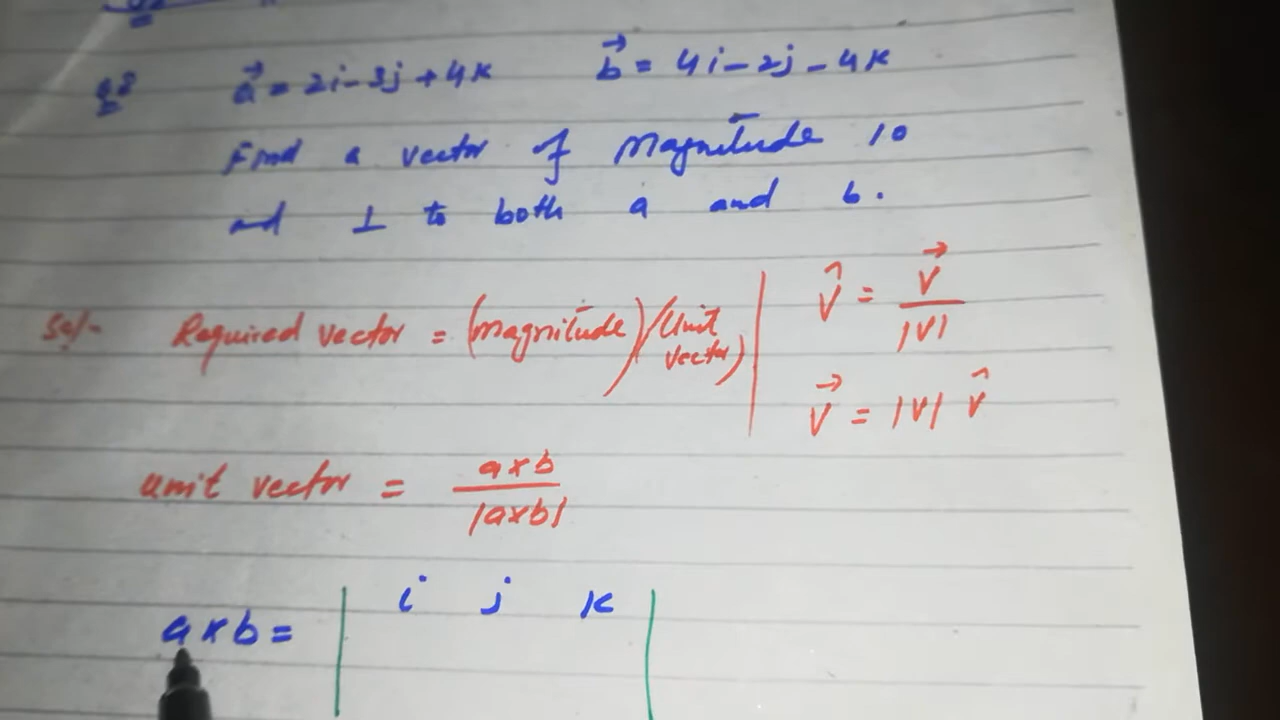 a⃗ = 2i-3j+4k b⃗ = 4i-2j-4k
Find a vector of Magnitude 10
and ⊥ to both a and b.
Sol- Required vector = (magnitude)(Unit vector)
v̂ = v⃗/|v|
v⃗ = |v| v̂
unit vector = a×b/|a×b|
a×b = | i j k |